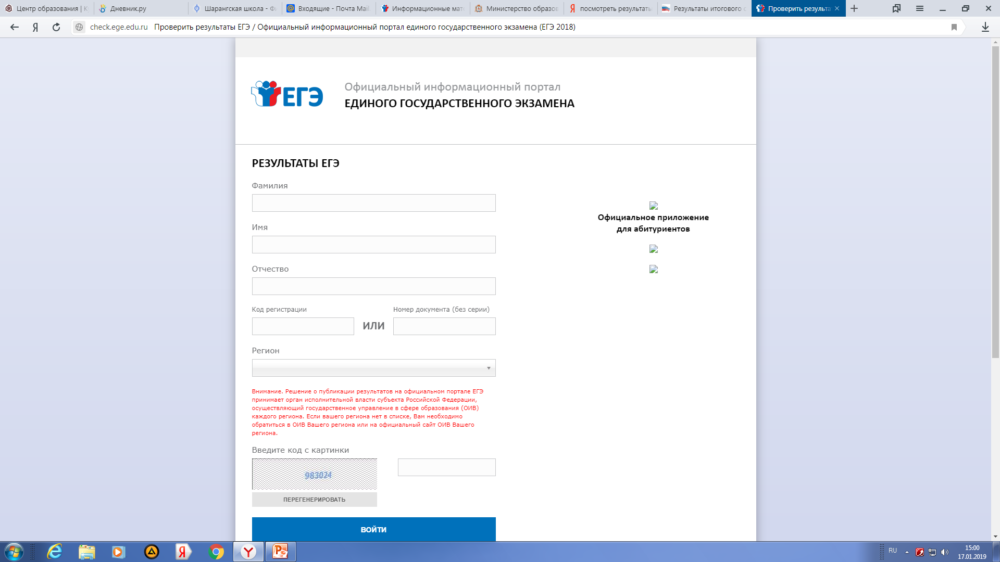 Центр образования | К
Дневник.ру
Шарангская школа - Ф
Входящие - Почта Mail
Информационные мат
Министерство образов
посмотреть результаты
Результаты итогового с
Проверить результа
check.ege.edu.ru Проверить результаты ЕГЭ / Официальный информационный портал единого государственного экзамена (ЕГЭ 2018)
ЕГЭ
Официальный информационный портал
ЕДИНОГО ГОСУДАРСТВЕННОГО ЭКЗАМЕНА
РЕЗУЛЬТАТЫ ЕГЭ
Фамилия
Официальное приложение
для абитуриентов
Имя
Отчество
Код регистрации
ИЛИ
Номер документа (без серии)
Регион
Внимание. Решение о публикации результатов на официальном портале ЕГЭ
принимает орган исполнительной власти субъекта Российской Федерации,
осуществляющий государственное управление в сфере образования (ОИВ)
каждого региона. Если вашего региона нет в списке, Вам необходимо
обратиться в ОИВ Вашего региона или на официальный сайт ОИВ Вашего
региона.
Введите код с картинки
983024
ПЕРЕГЕНЕРИРОВАТЬ
ВОЙТИ
RU
15:00
17.01.2019